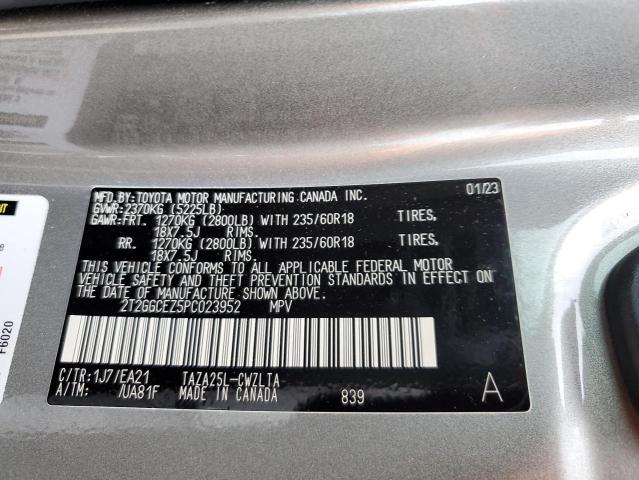 MFD.BY:TOYOTA MOTOR MANUFACTURING CANADA INC. 01/23
GVWR:2370KG (5225LB)
GAWR:FRT. 1270KG (2800LB) WITH 235/60R18 TIRES,
18X7.5J RIMS.
RR. 1270KG (2800LB) WITH 235/60R18 TIRES,
18X7.5J RIMS.
THIS VEHICLE CONFORMS TO ALL APPLICABLE FEDERAL MOTOR
VEHICLE SAFETY AND THEFT PREVENTION STANDARDS IN EFFECT ON
THE DATE OF MANUFACTURE SHOWN ABOVE.
2T2GGCEZ5PC023952 MPV
C/TR:1J7/EA21 TAZA25L-CWZLTA
A/TM: /UA81F MADE IN CANADA 839 A
F6020